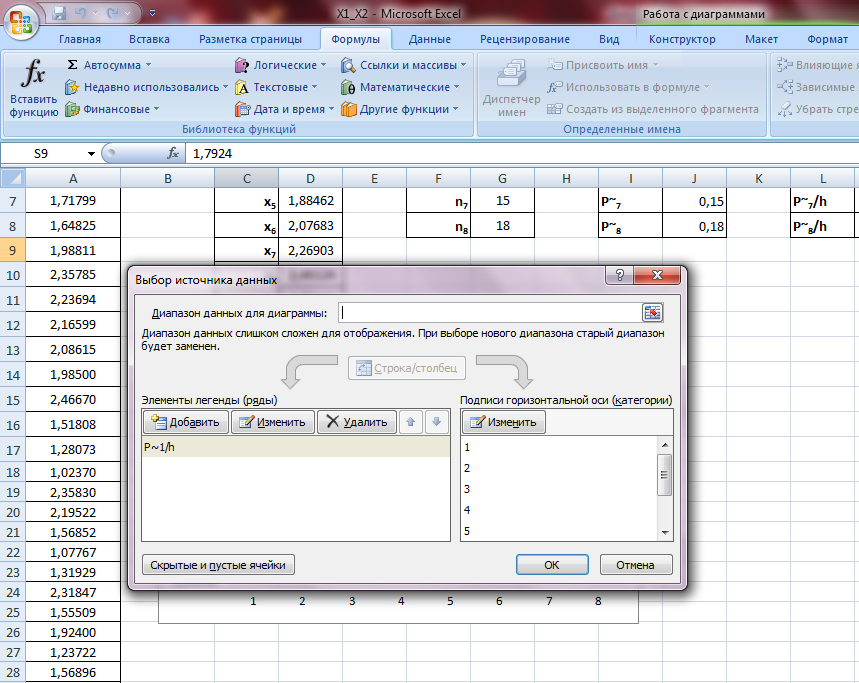 X1_X2 - Microsoft Excel
Работа с диаграммами
Главная Вставка Разметка страницы Формулы Данные Рецензирование Вид Конструктор Макет Формат
fx Вставить функцию
Σ Автосумма Логические Ссылки и массивы
Недавно использовались Текстовые Математические
Финансовые Дата и время Другие функции
Библиотека функций
Диспетчер имен
Присвоить имя
Использовать в формуле
Создать из выделенного фрагмента
Определенные имена
Влияющие
Зависимые
Убрать стре
S9 fx 1,7924
A B C D E F G H I J K L
7 1,71799 x5 1,88462 n7 15 P~7 0,15 P~7/h
8 1,64825 x6 2,07683 n8 18 P~8 0,18 P~8/h
9 1,98811 x7 2,26903
10 2,35785
11 2,23694
12 2,16599
13 2,08615
14 1,98500
15 2,46670
16 1,51808
17 1,28073
18 1,02370
19 2,35830
20 2,19522
21 1,56852
22 1,07767
23 1,31929
24 2,31847
25 1,55509
26 1,92400
27 1,23722
28 1,56896
Выбор источника данных
?
Диапазон данных для диаграммы:
Диапазон данных слишком сложен для отображения. При выборе нового диапазона старый диапазон
будет заменен.
Строка/столбец
Элементы легенды (ряды)
Добавить Изменить Удалить
P~1/h
Подписи горизонтальной оси (категории)
Изменить
1
2
3
4
5
Скрытые и пустые ячейки
ОК Отмена
1 2 3 4 5 6 7 8